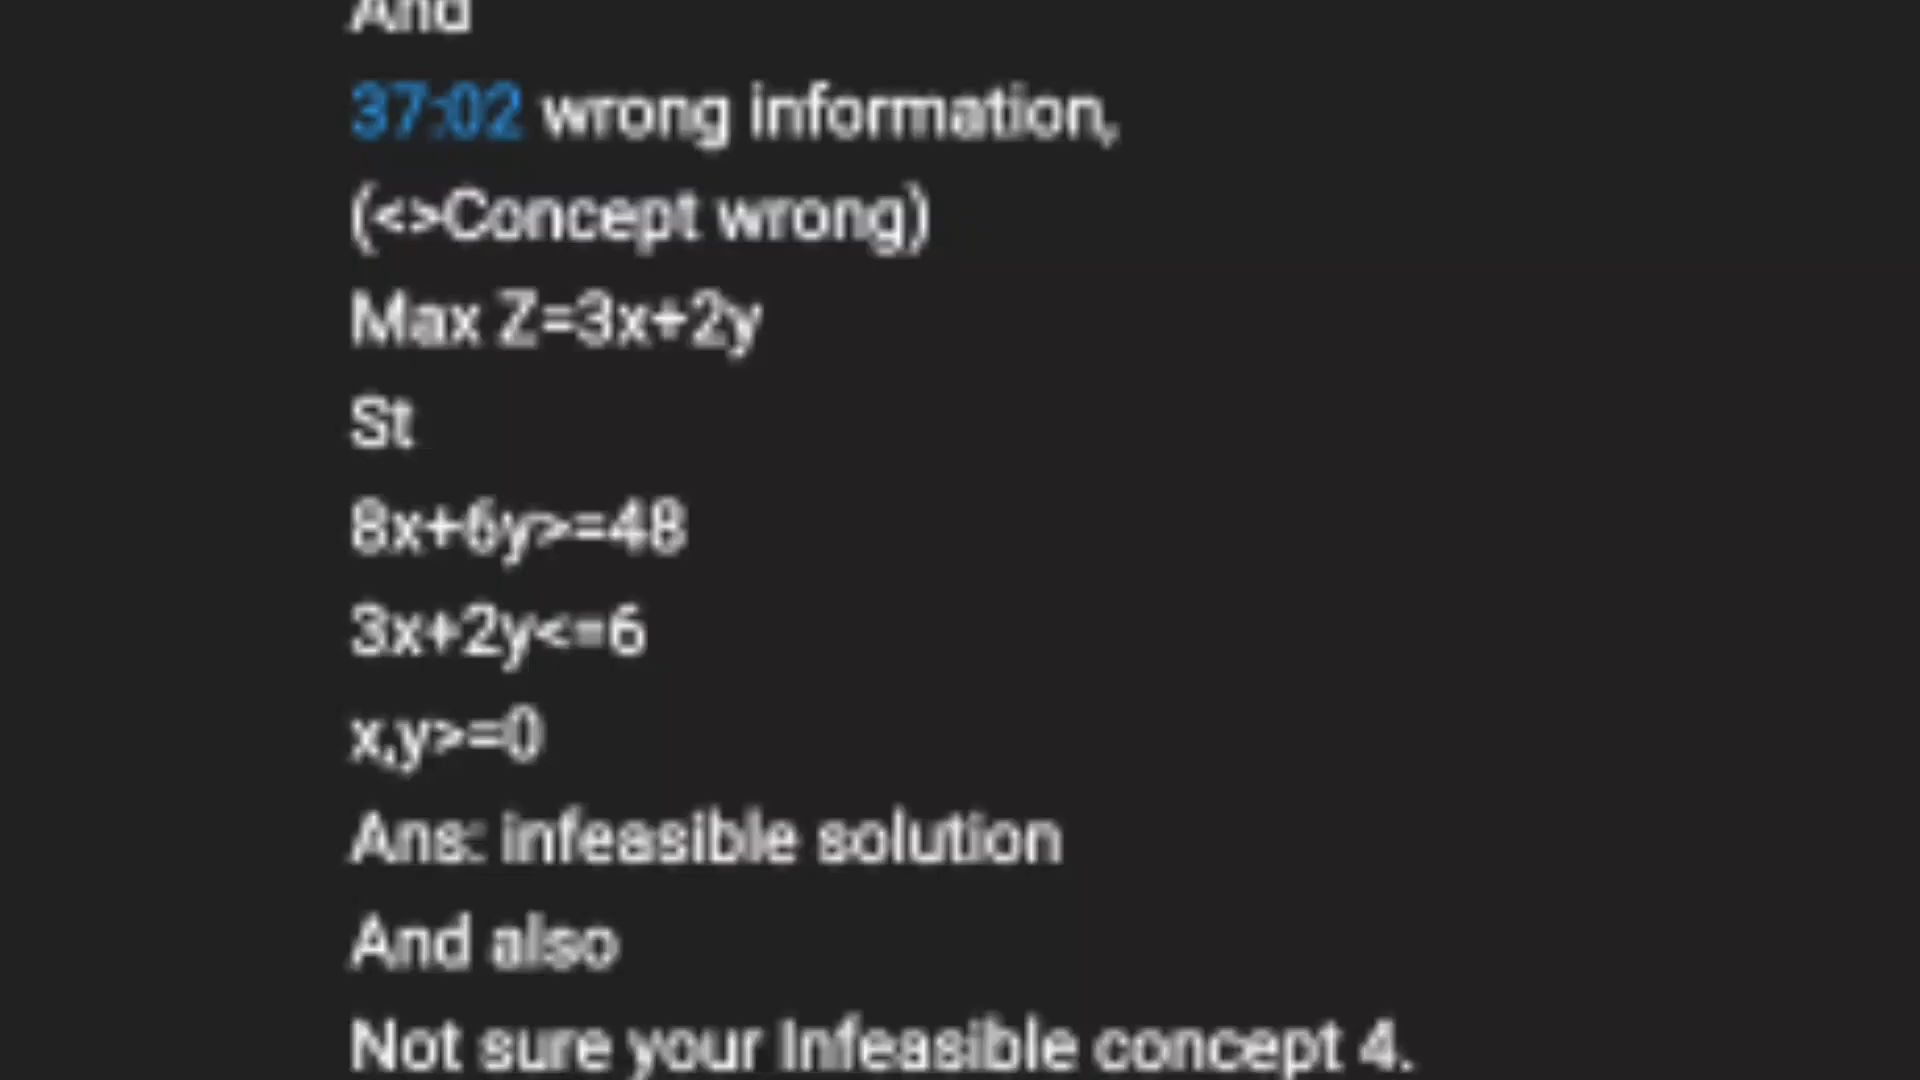 And
37:02 wrong information,
(<>Concept wrong)
Max Z=3x+2y
St
8x+6y>=48
3x+2y<=6
x,y>=0
Ans: infeasible solution
And also
Not sure your Infeasible concept 4.